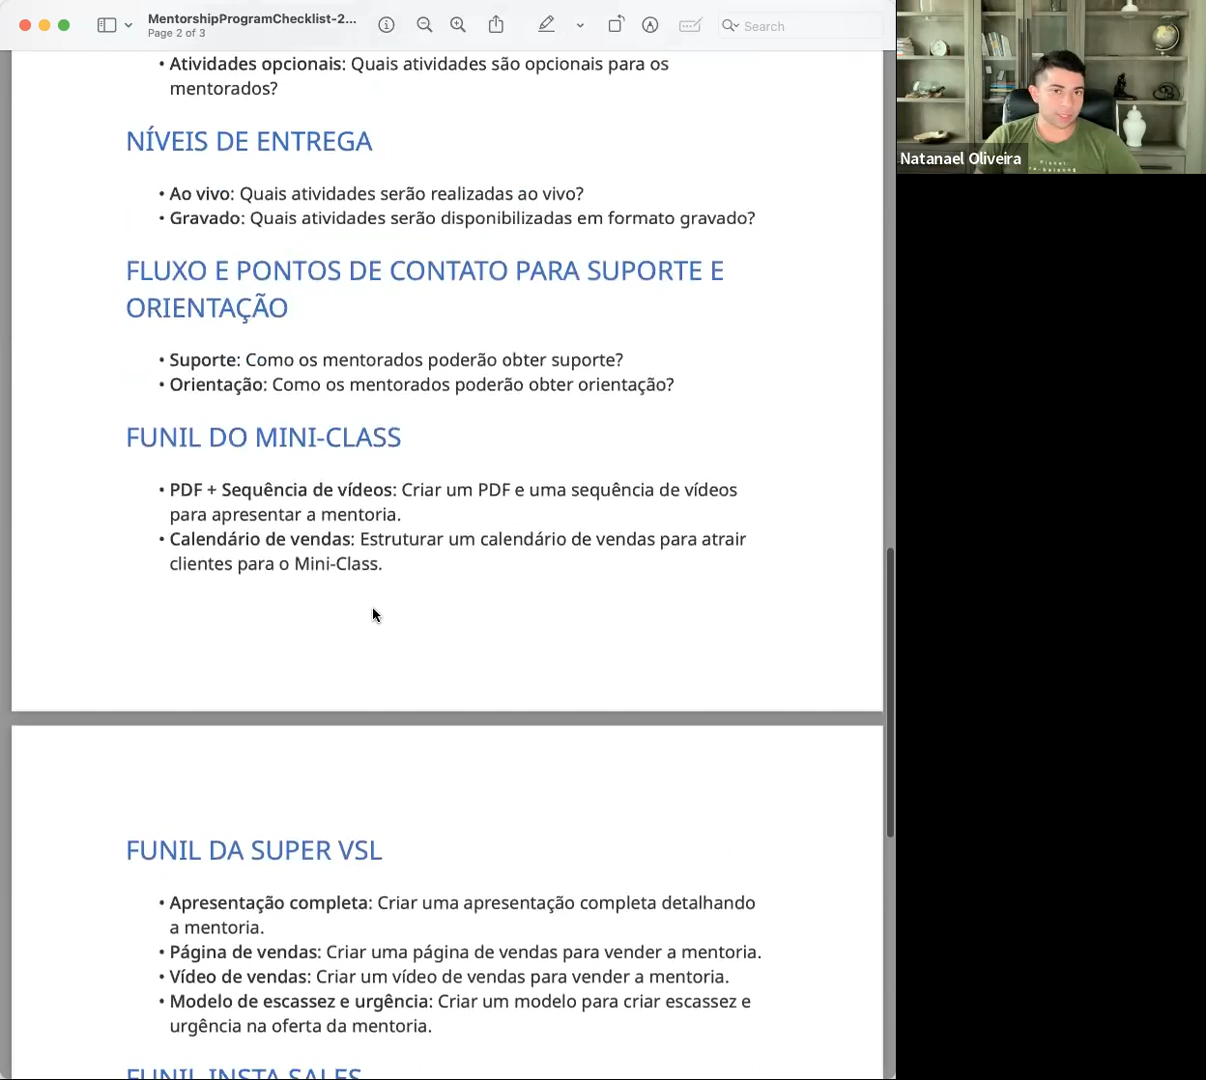 MentorshipProgramChecklist-2...
Page 2 of 3
Search
• Atividades opcionais: Quais atividades são opcionais para os
mentorados?
NÍVEIS DE ENTREGA
• Ao vivo: Quais atividades serão realizadas ao vivo?
• Gravado: Quais atividades serão disponibilizadas em formato gravado?
FLUXO E PONTOS DE CONTATO PARA SUPORTE E
ORIENTAÇÃO
• Suporte: Como os mentorados poderão obter suporte?
• Orientação: Como os mentorados poderão obter orientação?
FUNIL DO MINI-CLASS
• PDF + Sequência de vídeos: Criar um PDF e uma sequência de vídeos
para apresentar a mentoria.
• Calendário de vendas: Estruturar um calendário de vendas para atrair
clientes para o Mini-Class.
FUNIL DA SUPER VSL
• Apresentação completa: Criar uma apresentação completa detalhando
a mentoria.
• Página de vendas: Criar uma página de vendas para vender a mentoria.
• Vídeo de vendas: Criar um vídeo de vendas para vender a mentoria.
• Modelo de escassez e urgência: Criar um modelo para criar escassez e
urgência na oferta da mentoria.
FUNIL INSTA SALES
Natanael Oliveira